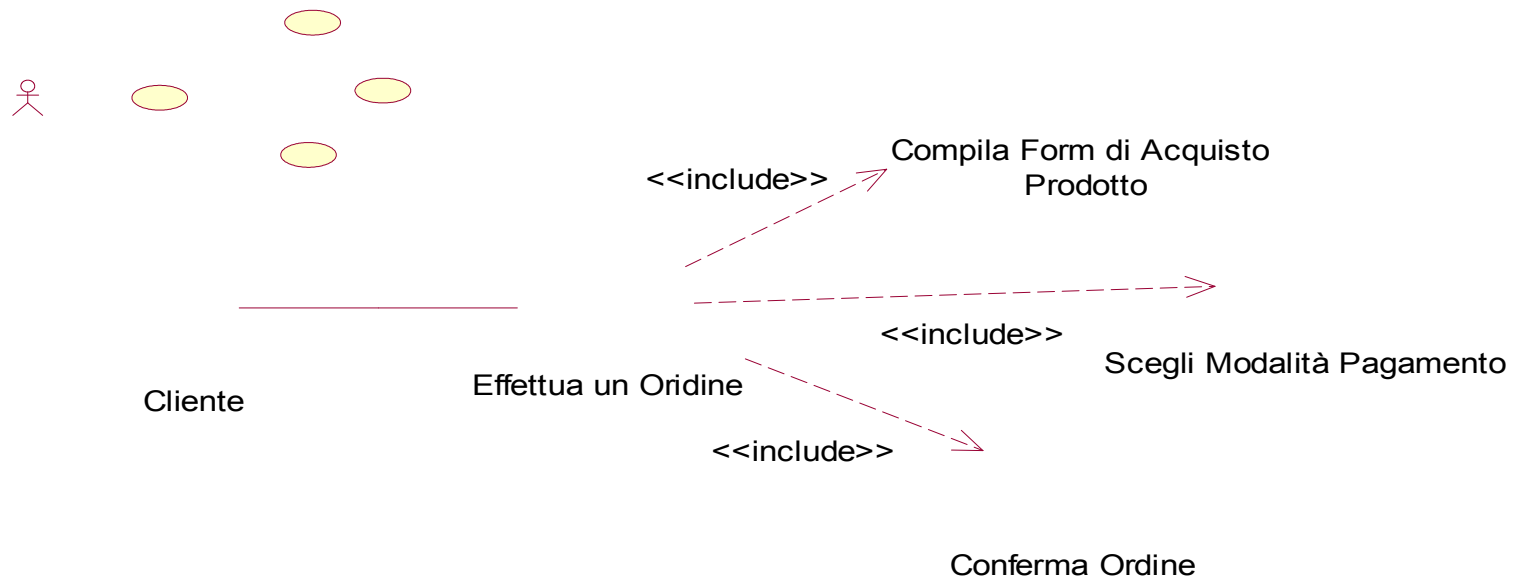 Compila Form di Acquisto
Prodotto
<<include>>
<<include>>
Scegli Modalità Pagamento
Effettua un Oridine
Cliente
<<include>>
Conferma Ordine